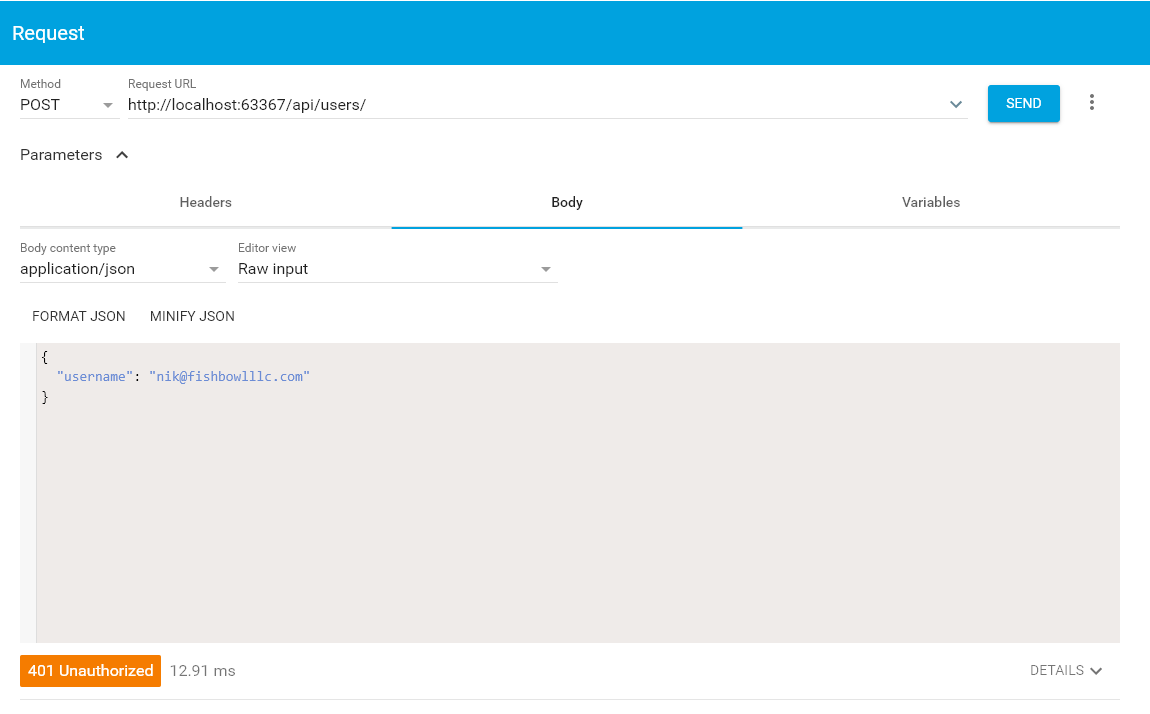 Request
Method
Request URL
POST
http://localhost:63367/api/users/
SEND
Parameters
Headers
Body
Variables
Body content type
Editor view
application/json
Raw input
FORMAT JSON
MINIFY JSON
{
"username": "nik@fishbowlllc.com"
}
401 Unauthorized
12.91 ms
DETAILS